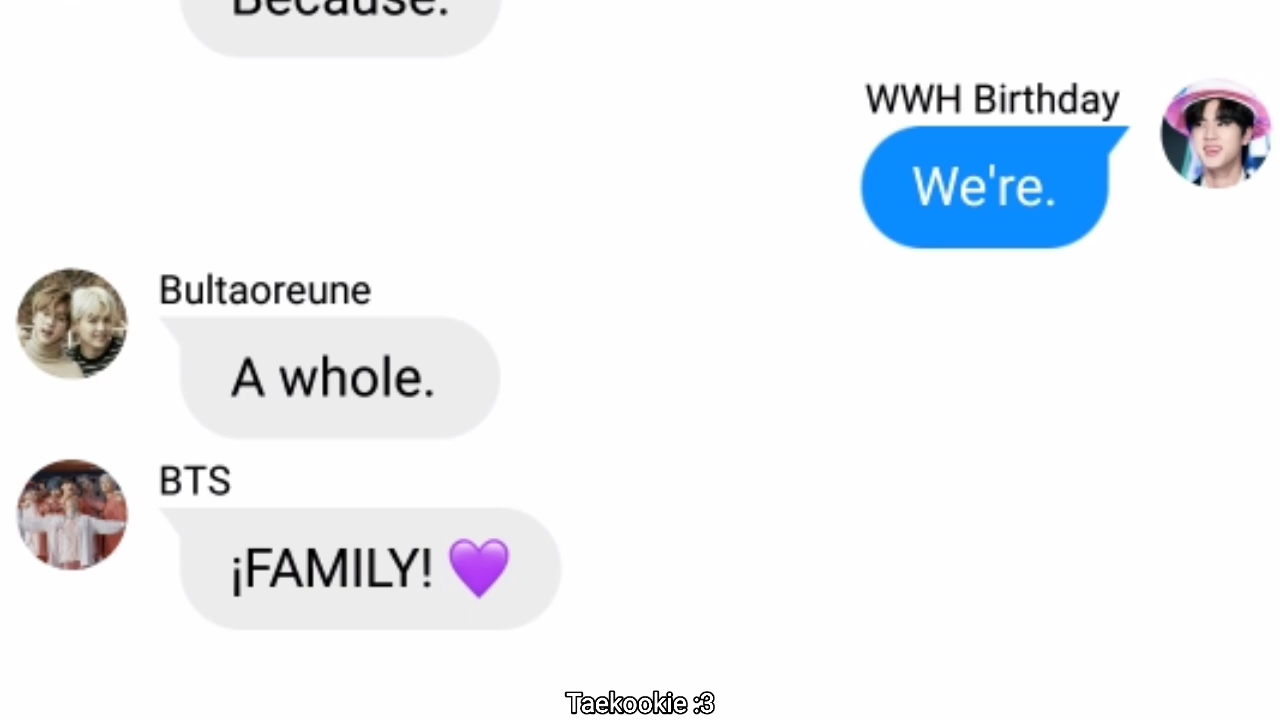 Because.
WWH Birthday
We're.
Bultaoreune
A whole.
BTS
¡FAMILY! 💜
Taekookie :3